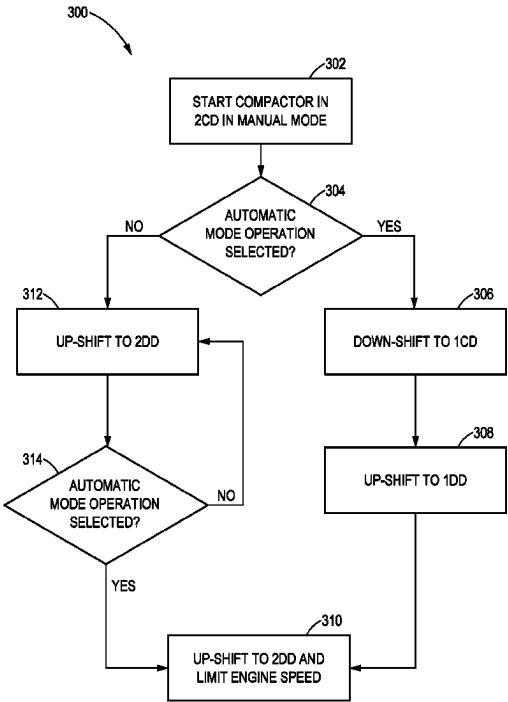 300
302
START COMPACTOR IN
2CD IN MANUAL MODE
304
AUTOMATIC
MODE OPERATION
SELECTED?
NO
YES
312
UP-SHIFT TO 2DD
306
DOWN-SHIFT TO 1CD
308
UP-SHIFT TO 1DD
314
AUTOMATIC
MODE OPERATION
SELECTED?
NO
YES
310
UP-SHIFT TO 2DD AND
LIMIT ENGINE SPEED